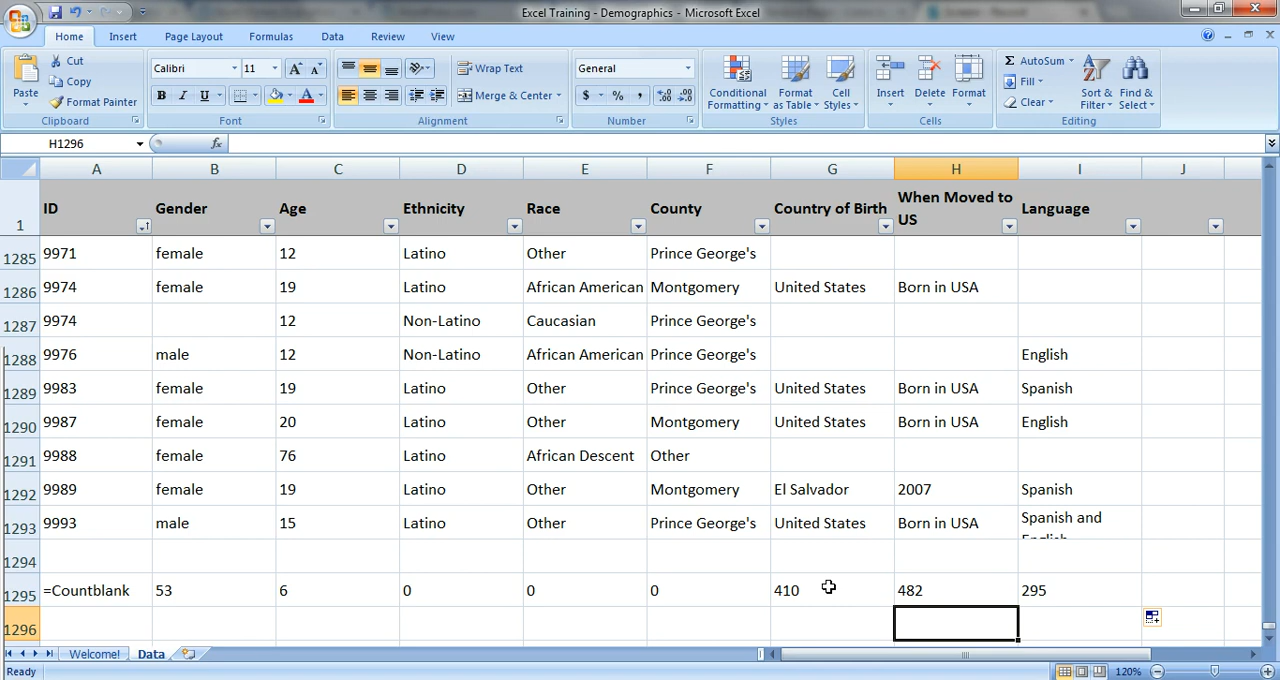 Excel Training - Demographics - Microsoft Excel
Home Insert Page Layout Formulas Data Review View
Paste Cut Copy Format Painter Clipboard
Calibri 11 A A B I U A Font
Wrap Text Merge & Center Alignment
General $ % , .0 .00 .00 .0 Number
Conditional Formatting Format as Table Cell Styles Styles
Insert Delete Format Cells
Σ AutoSum Fill Clear Sort & Filter Find & Select Editing
H1296 fx
A B C D E F G H I J
1 ID Gender Age Ethnicity Race County Country of Birth When Moved to US Language
1285 9971 female 12 Latino Other Prince George's
1286 9974 female 19 Latino African American Montgomery United States Born in USA
1287 9974 12 Non-Latino Caucasian Prince George's
1288 9976 male 12 Non-Latino African American Prince George's English
1289 9983 female 19 Latino Other Prince George's United States Born in USA Spanish
1290 9987 female 20 Latino Other Montgomery United States Born in USA English
1291 9988 female 76 Latino African Descent Other
1292 9989 female 19 Latino Other Montgomery El Salvador 2007 Spanish
1293 9993 male 15 Latino Other Prince George's United States Born in USA Spanish and English
1294
1295 =Countblank 53 6 0 0 0 410 482 295
1296
Welcome! Data
Ready 120%